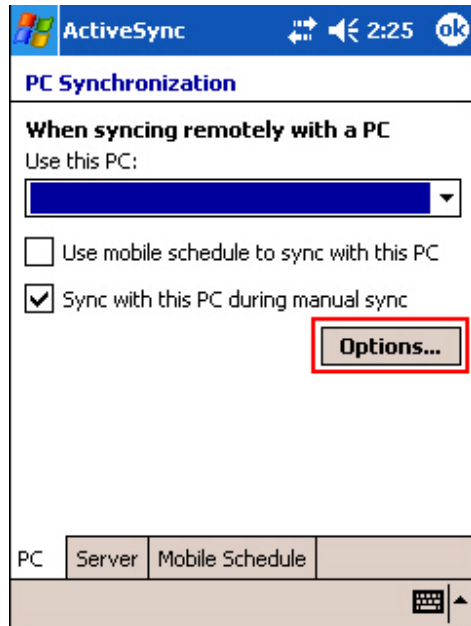 ActiveSync 2:25 ok
PC Synchronization
When syncing remotely with a PC
Use this PC:
Use mobile schedule to sync with this PC
Sync with this PC during manual sync
Options...
PC Server Mobile Schedule